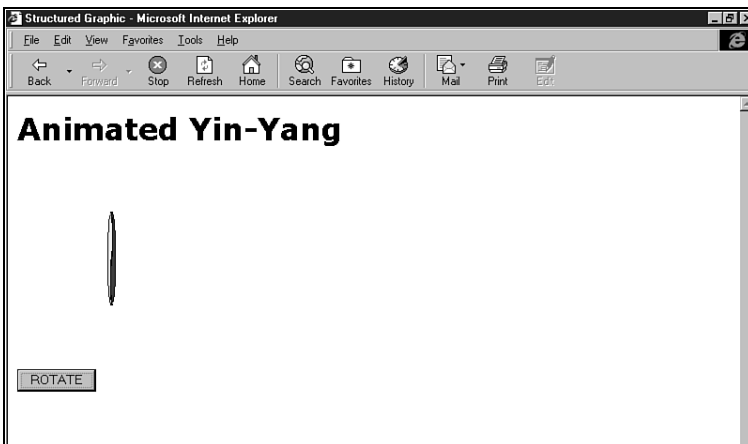 Structured Graphic - Microsoft Internet Explorer
File Edit View Favorites Tools Help
Back Forward Stop Refresh Home Search Favorites History Mail Print Edit
Animated Yin-Yang
ROTATE